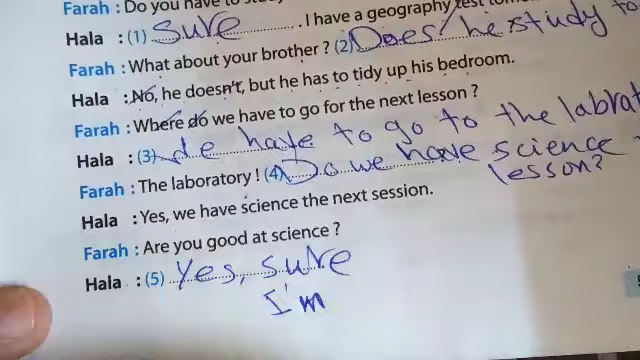 Farah : Do you have to
Hala : (1) Sure. I have a geography test
Farah : What about your brother ? (2) Does he study to
Hala : No, he doesn't, but he has to tidy up his bedroom.
Farah : Where do we have to go for the next lesson ?
Hala : (3) have to go to the labrat
Farah : The laboratory ! (4) Do we have science
lesson?
Hala : Yes, we have science the next session.
Farah : Are you good at science ?
Hala : (5) Yes, sure
I'm